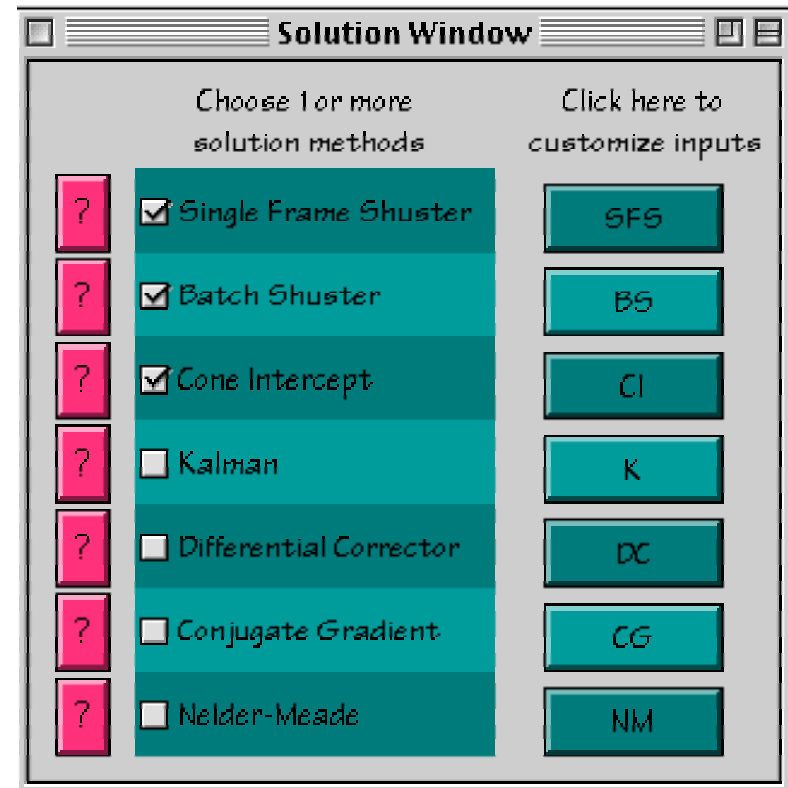 Solution Window
Choose 1 or more
solution methods
Click here to
customize inputs
? Single Frame Shuster SFS
? Batch Shuster BS
? Cone Intercept CI
? Kalman K
? Differential Corrector DC
? Conjugate Gradient CG
? Nelder-Meade NM